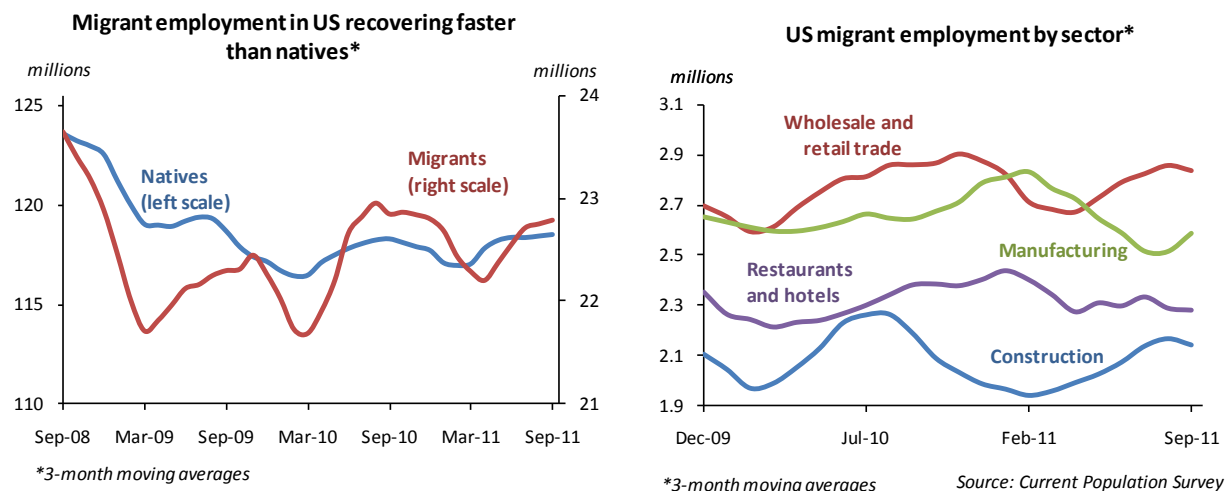 Migrant employment in US recovering faster
than natives*
millions
millions
125
120
115
110
24
23
22
21
Natives
(left scale)
Migrants
(right scale)
Sep-08
Mar-09
Sep-09
Mar-10
Sep-10
Mar-11
Sep-11
*3-month moving averages
US migrant employment by sector*
millions
3.1
2.9
2.7
2.5
2.3
2.1
1.9
Wholesale and
retail trade
Manufacturing
Restaurants
and hotels
Construction
Dec-09
Jul-10
Feb-11
Sep-11
*3-month moving averages
Source: Current Population Survey